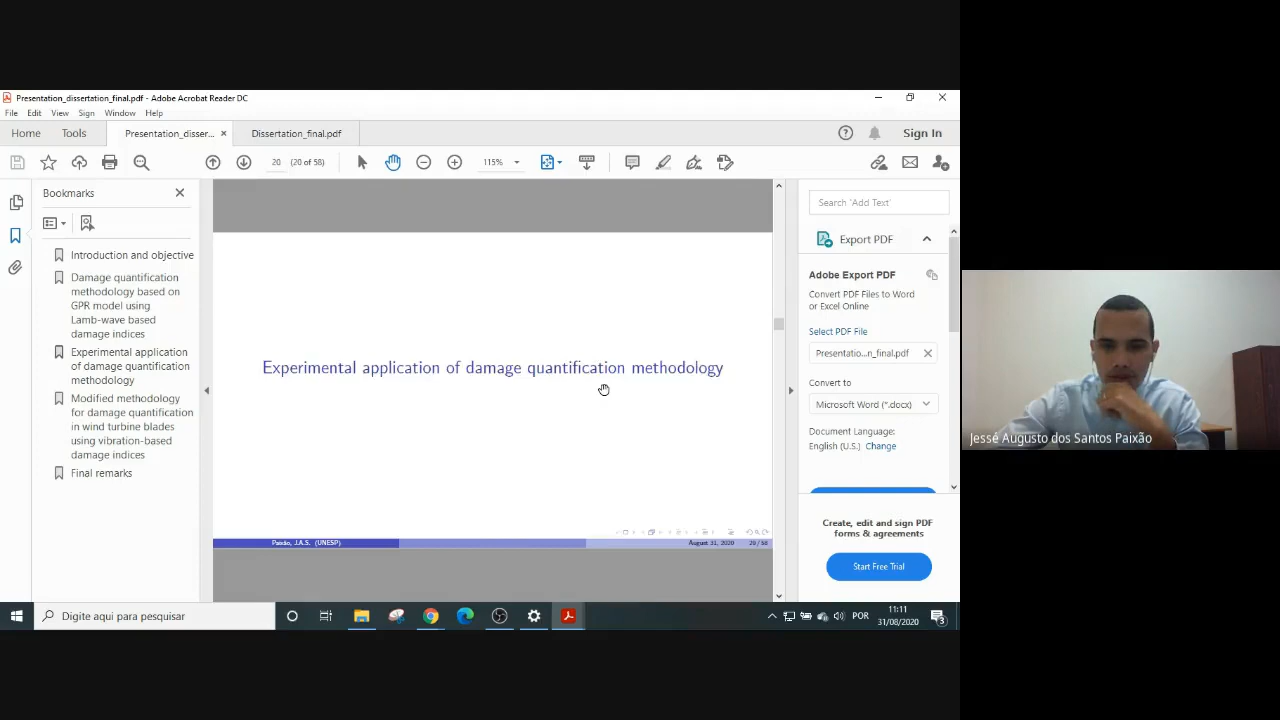 Presentation_dissertation_final.pdf - Adobe Acrobat Reader DC
File Edit View Sign Window Help
Home Tools Presentation_disser... × Dissertation_final.pdf Sign In
20 (20 of 58) 115%
Bookmarks
Introduction and objective
Damage quantification
methodology based on
GPR model using
Lamb-wave based
damage indices
Experimental application
of damage quantification
methodology
Modified methodology
for damage quantification
in wind turbine blades
using vibration-based
damage indices
Final remarks
Experimental application of damage quantification methodology
Paixão, J.A.S. (UNESP) August 31, 2020 20 / 58
Search 'Add Text'
Export PDF
Adobe Export PDF
Convert PDF Files to Word
or Excel Online
Select PDF File
Presentatio...n_final.pdf
Convert to
Microsoft Word (*.docx)
Document Language:
English (U.S.) Change
Create, edit and sign PDF
forms & agreements
Start Free Trial
Jessé Augusto dos Santos Paixão
Digite aqui para pesquisar
POR
11:11
31/08/2020
3